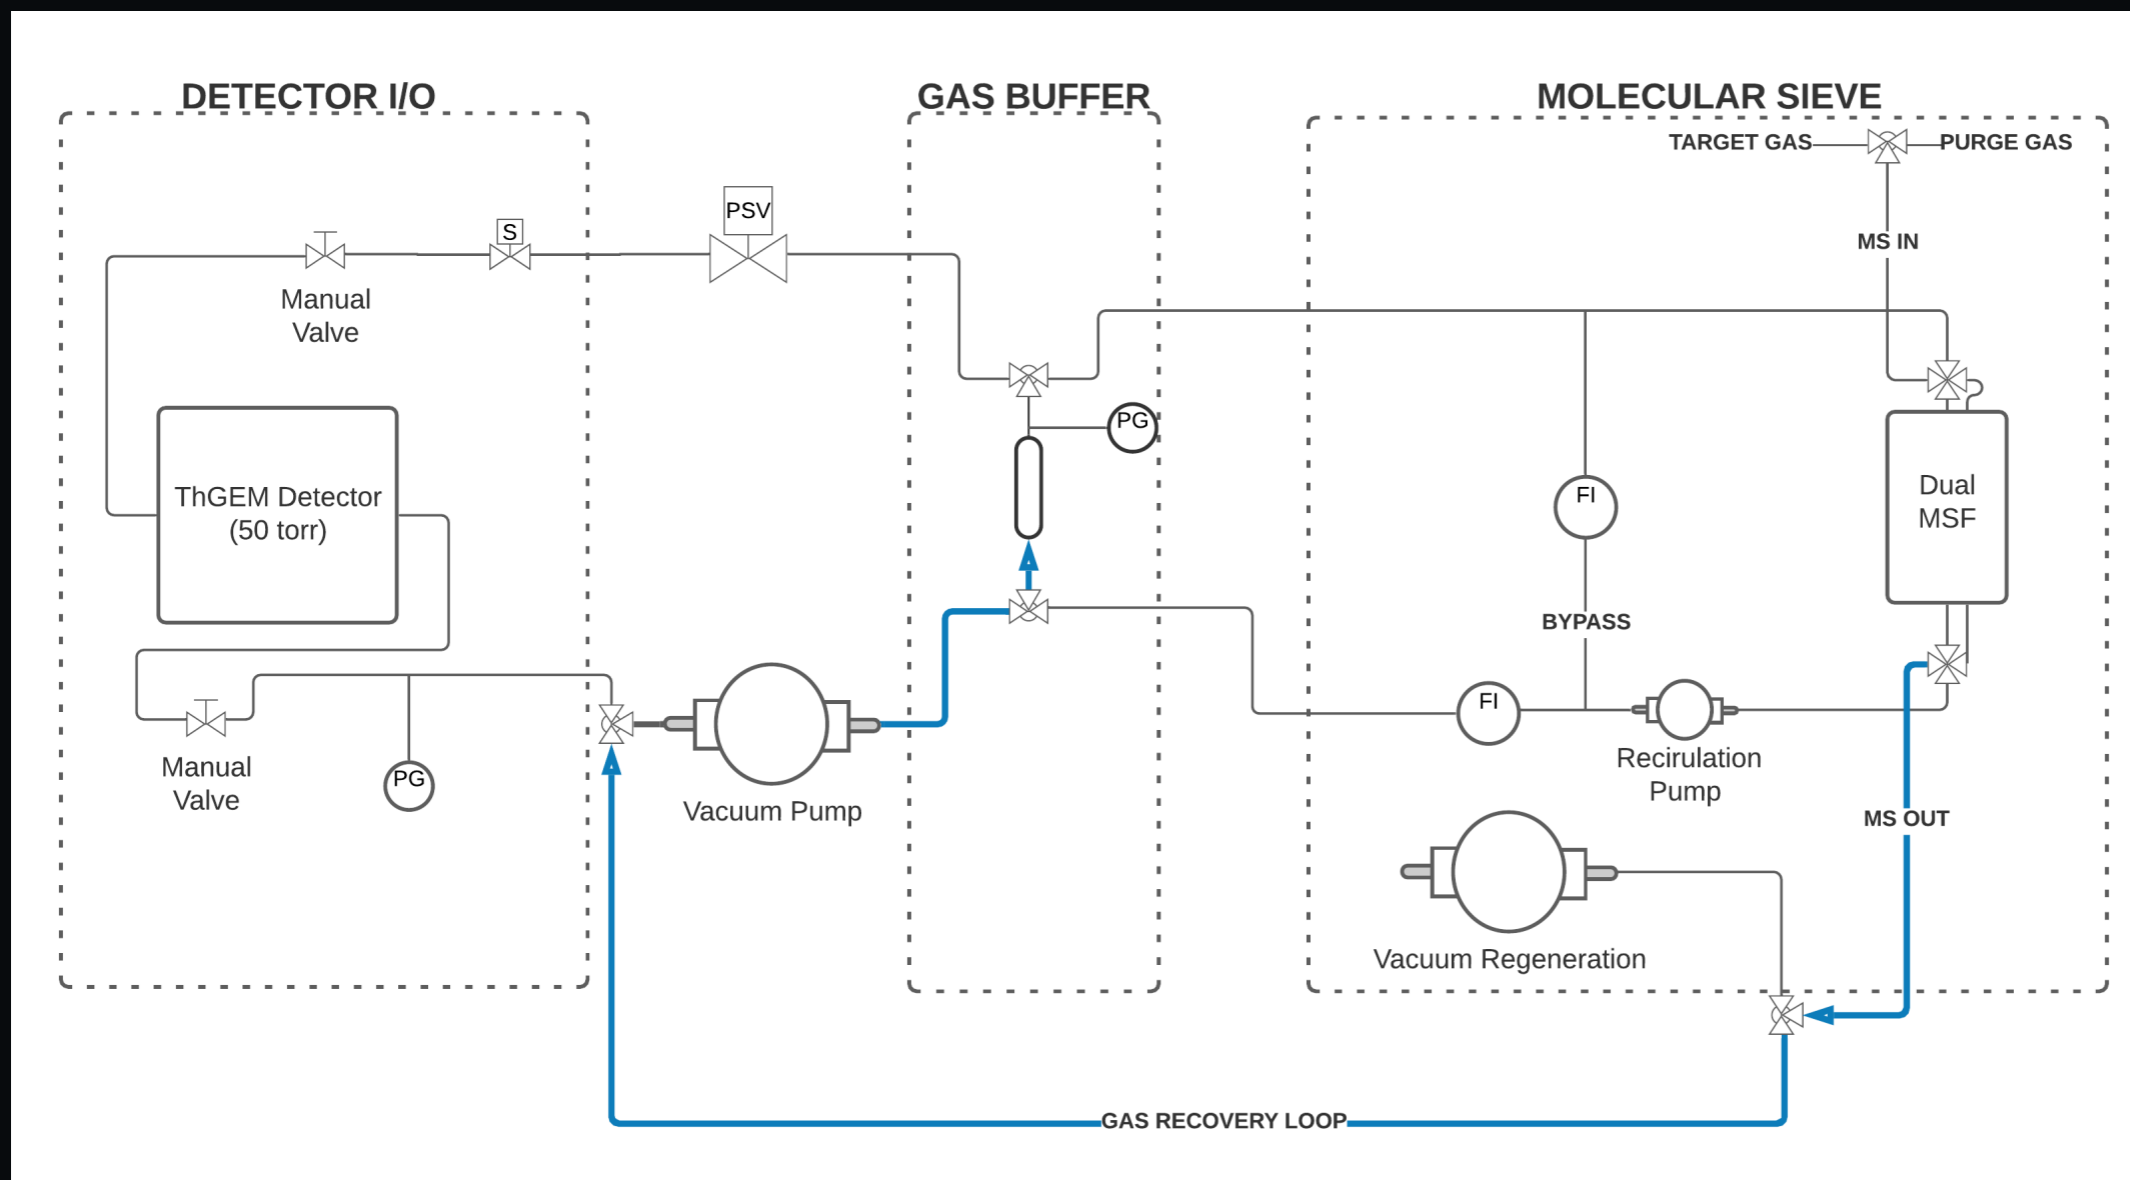 DETECTOR I/O
GAS BUFFER
MOLECULAR SIEVE
TARGET GAS
PURGE GAS
PSV
S
MS IN
Manual
Valve
PG
ThGEM Detector
(50 torr)
FI
Dual
MSF
BYPASS
FI
Recirulation
Pump
Manual
Valve
PG
Vacuum Pump
MS OUT
Vacuum Regeneration
GAS RECOVERY LOOP